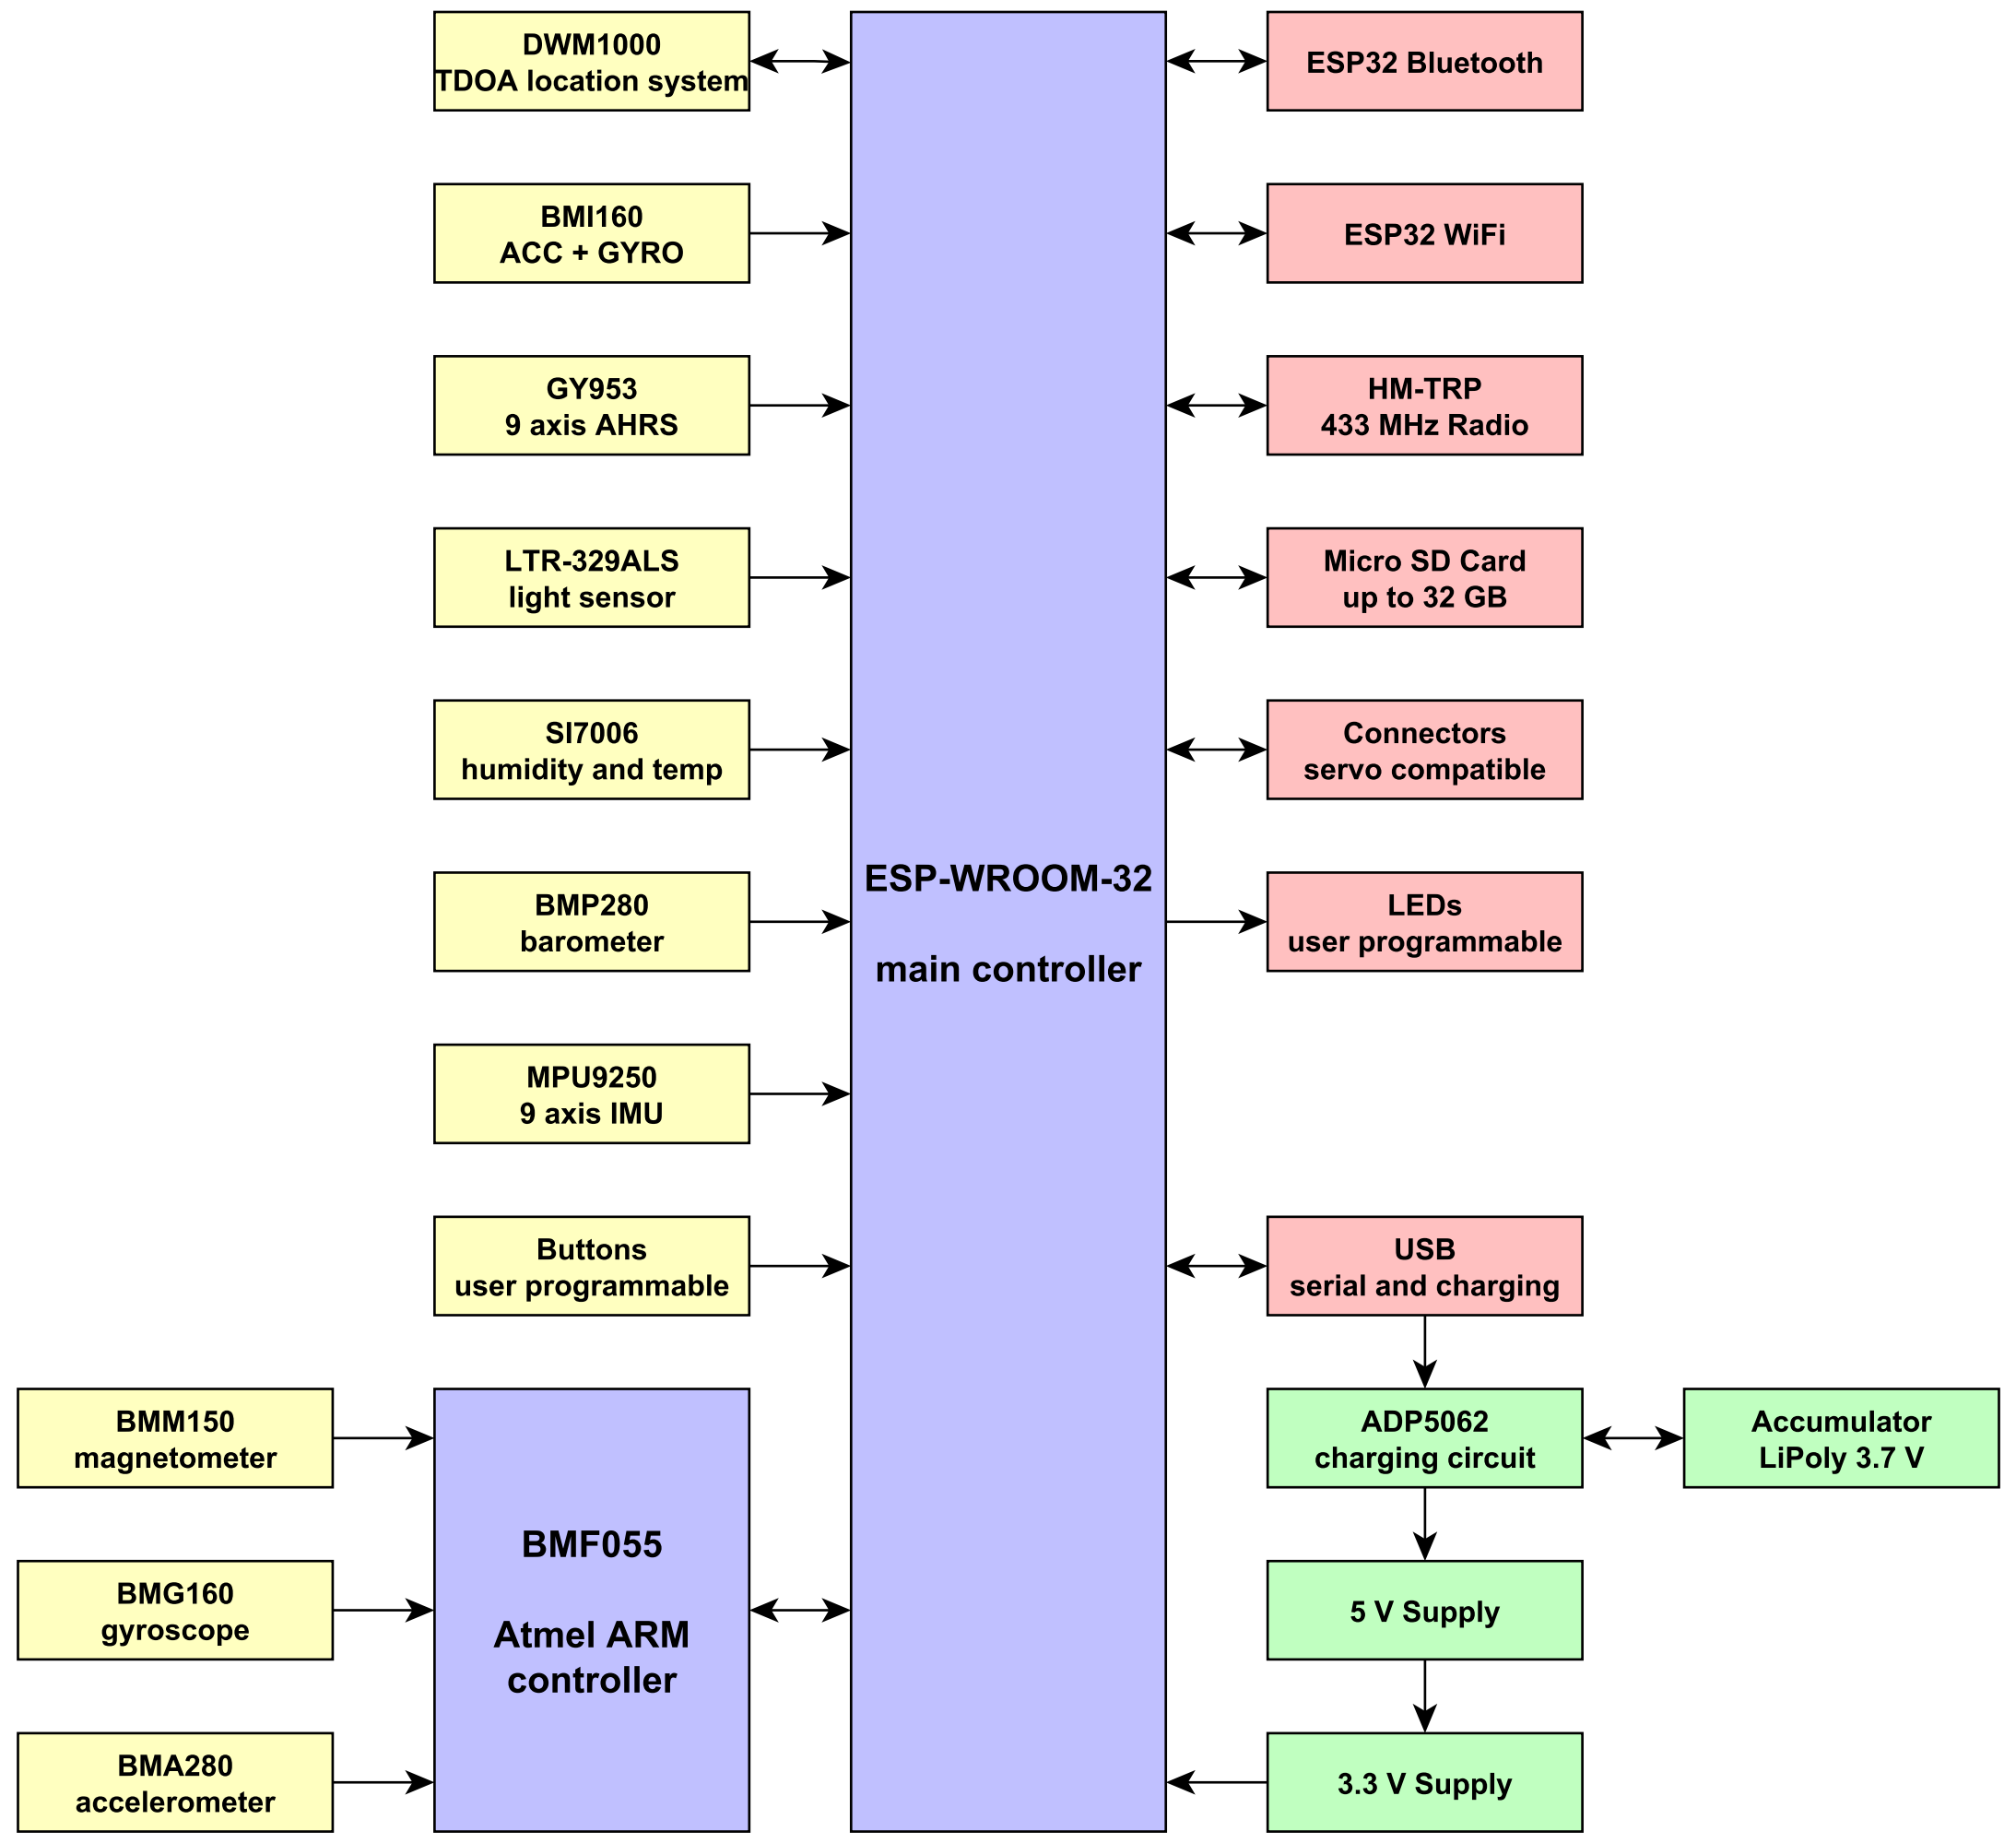 DWM1000
TDOA location system
BMI160
ACC + GYRO
GY953
9 axis AHRS
LTR-329ALS
light sensor
SI7006
humidity and temp
BMP280
barometer
MPU9250
9 axis IMU
Buttons
user programmable
BMM150
magnetometer
BMG160
gyroscope
BMA280
accelerometer
BMF055
Atmel ARM
controller
ESP-WROOM-32
main controller
ESP32 Bluetooth
ESP32 WiFi
HM-TRP
433 MHz Radio
Micro SD Card
up to 32 GB
Connectors
servo compatible
LEDs
user programmable
USB
serial and charging
ADP5062
charging circuit
Accumulator
LiPoly 3.7 V
5 V Supply
3.3 V Supply